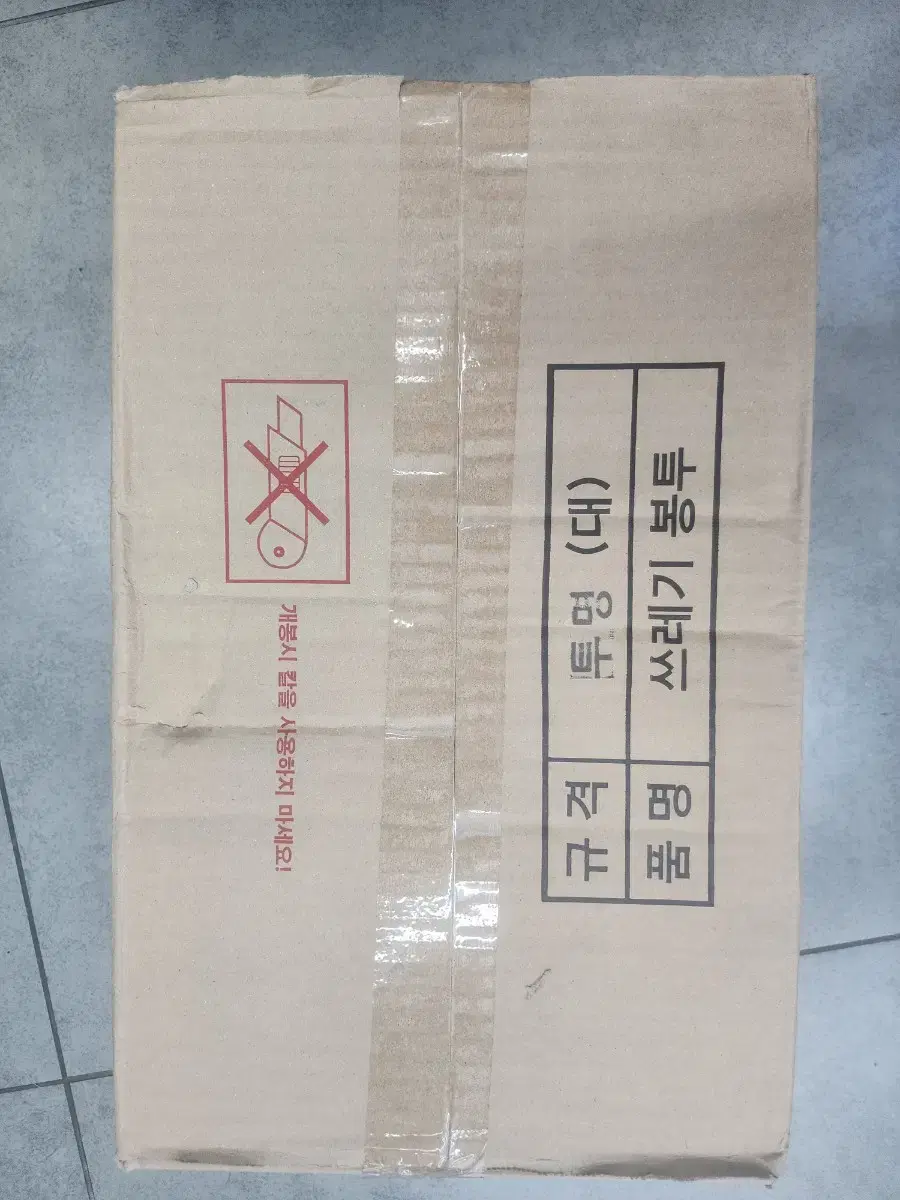 규격 투명 (대)
품명 쓰레기 봉투
개봉시 칼을 사용하지 마세요!